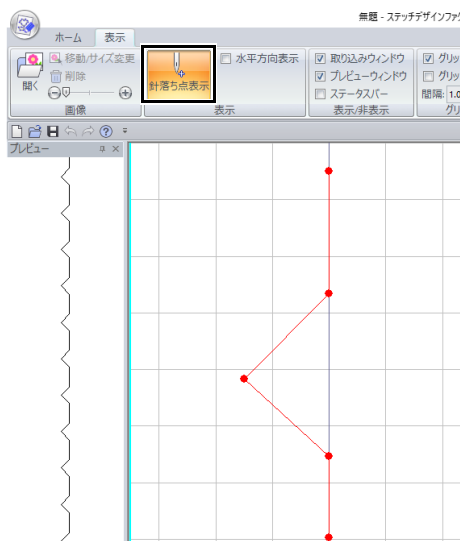 無題 - ステッチデザインファク
ホーム 表示
開く
移動/サイズ変更
削除
画像
針落ち点表示
水平方向表示
表示
取り込みウィンドウ
プレビューウィンドウ
ステータスバー
表示/非表示
グリッ
グリッ
間隔: 1.0
グリ
プレビュー